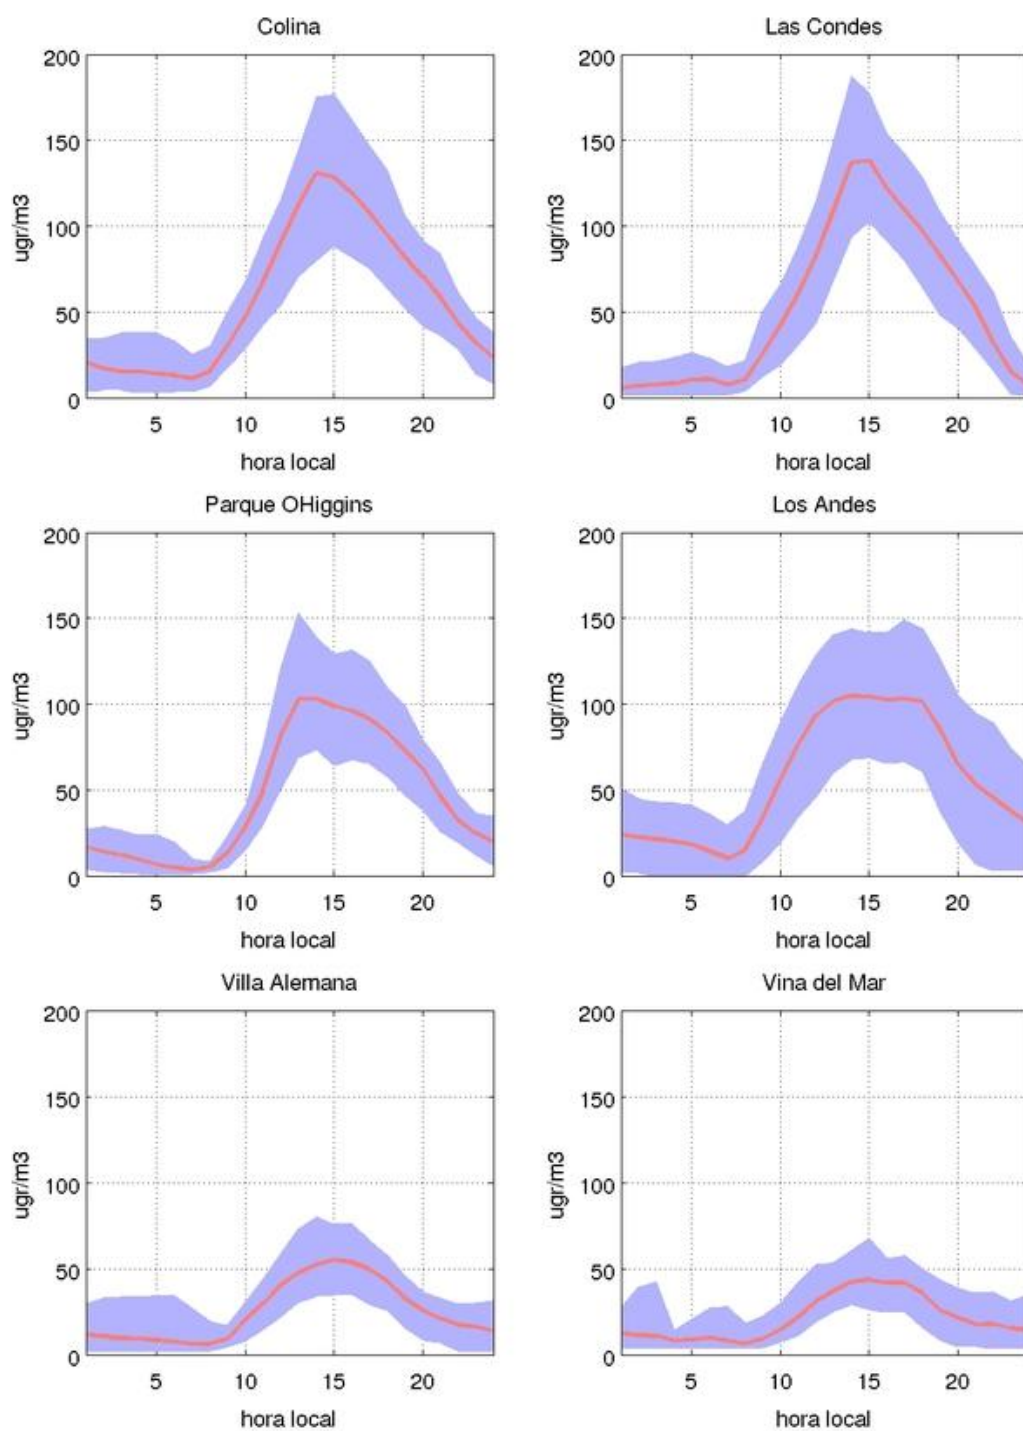 Colina
200
150
100
50
0
ugr/m3
5 10 15 20
hora local
Las Condes
200
150
100
50
0
ugr/m3
5 10 15 20
hora local
Parque OHiggins
200
150
100
50
0
ugr/m3
5 10 15 20
hora local
Los Andes
200
150
100
50
0
ugr/m3
5 10 15 20
hora local
Villa Alemana
200
150
100
50
0
ugr/m3
5 10 15 20
hora local
Vina del Mar
200
150
100
50
0
ugr/m3
5 10 15 20
hora local